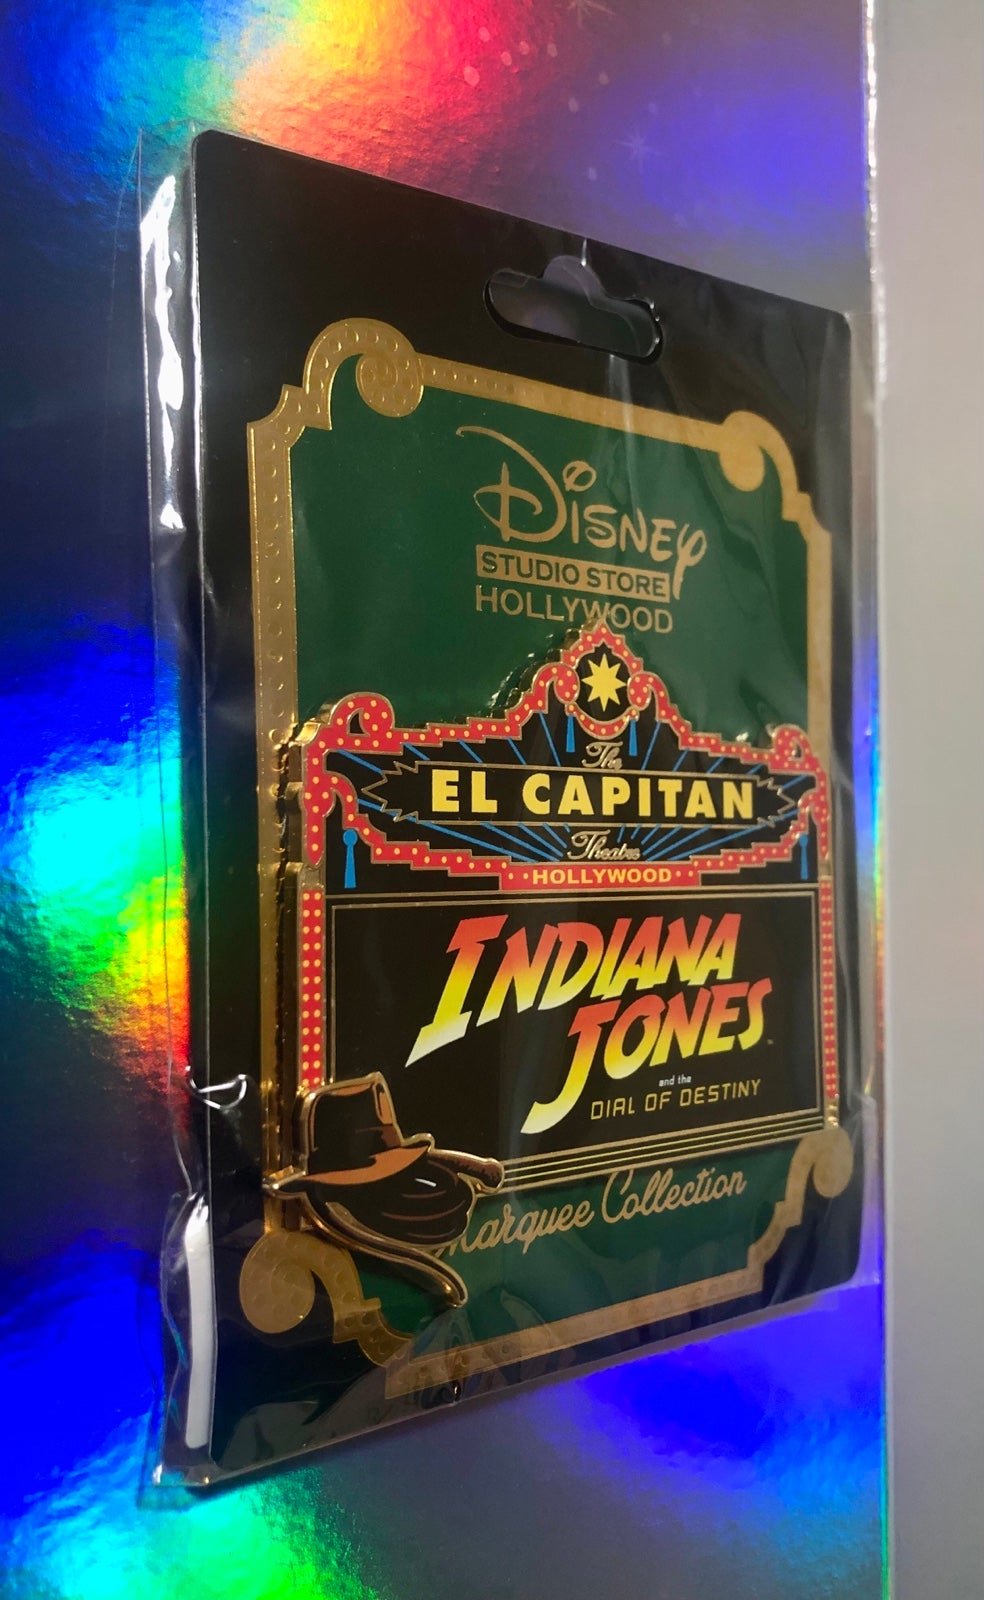 Disney
STUDIO STORE
HOLLYWOOD
The
EL CAPITAN
Theatre
HOLLYWOOD
INDIANA
JONES
and the
DIAL OF DESTINY
Marquee Collection